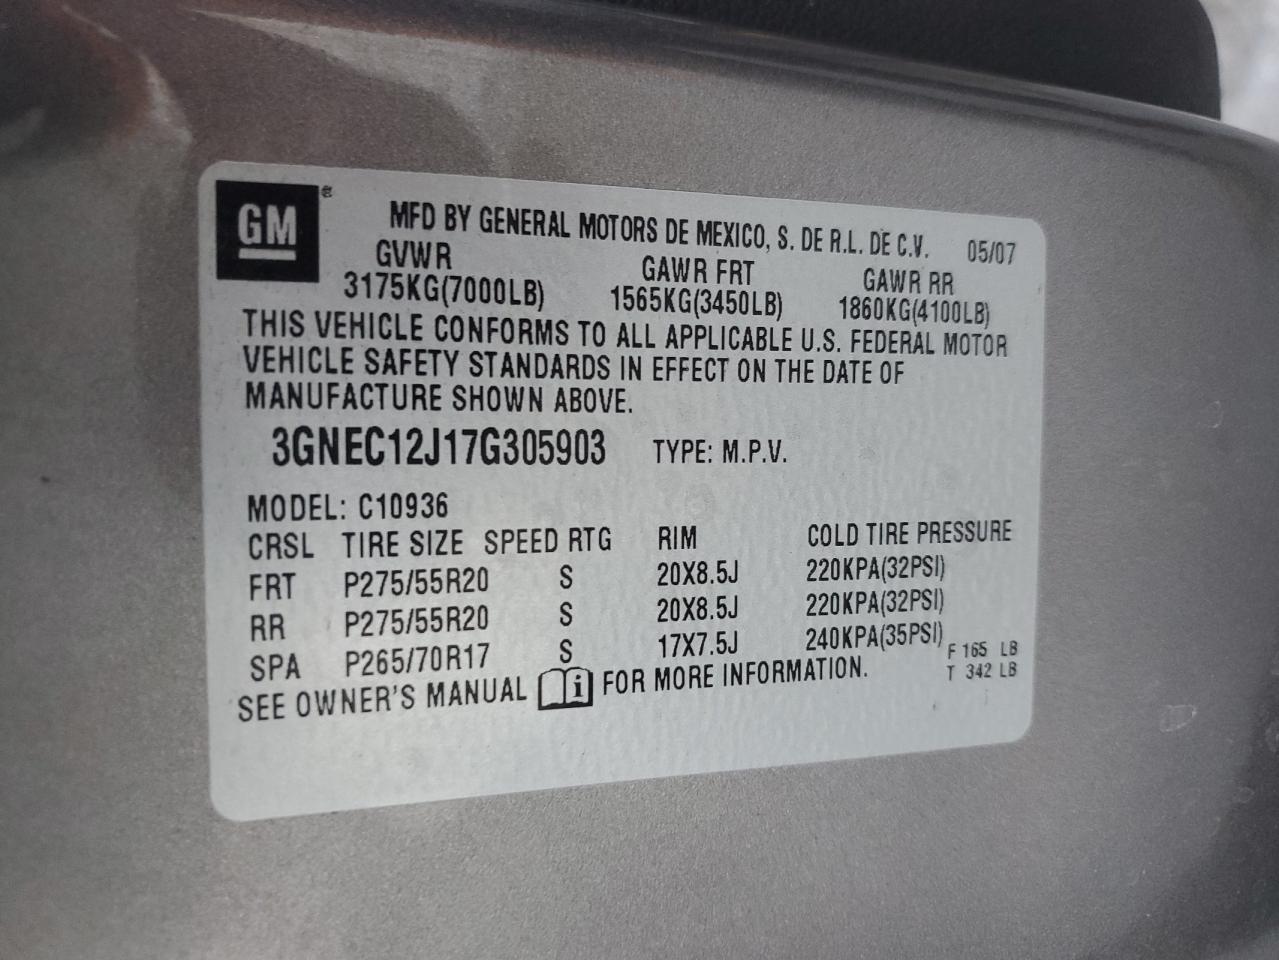 GM®
MFD BY GENERAL MOTORS DE MEXICO, S. DE R.L. DE C.V. 05/07
GVWR GAWR FRT GAWR RR
3175KG(7000LB) 1565KG(3450LB) 1860KG(4100LB)
THIS VEHICLE CONFORMS TO ALL APPLICABLE U.S. FEDERAL MOTOR
VEHICLE SAFETY STANDARDS IN EFFECT ON THE DATE OF
MANUFACTURE SHOWN ABOVE.
3GNEC12J17G305903 TYPE: M.P.V.
MODEL: C10936
CRSL TIRE SIZE SPEED RTG RIM COLD TIRE PRESSURE
FRT P275/55R20 S 20X8.5J 220KPA(32PSI)
RR P275/55R20 S 20X8.5J 220KPA(32PSI)
SPA P265/70R17 S 17X7.5J 240KPA(35PSI) F 165 LB
SEE OWNER'S MANUAL i FOR MORE INFORMATION. T 342 LB